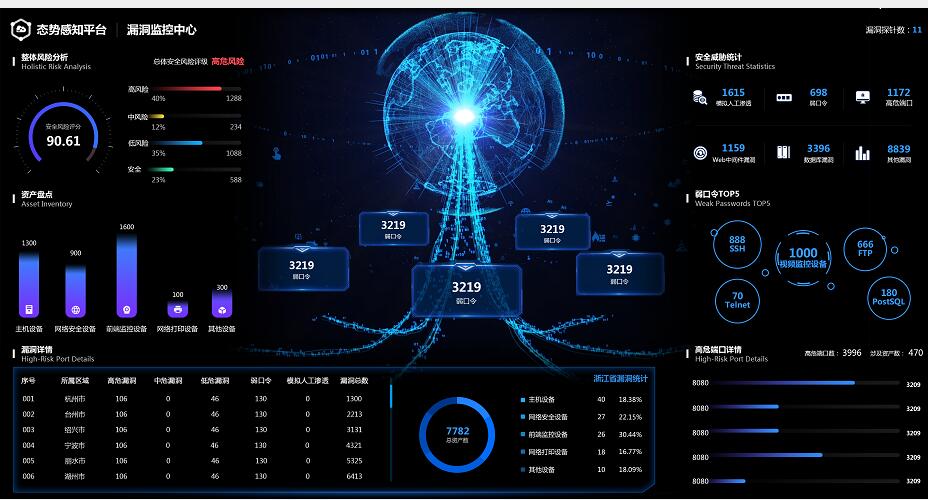 态势感知平台 漏洞监控中心
漏洞探针数：11
整体风险分析
Holistic Risk Analysis
总体安全风险评级 高危风险
安全风险评分
90.61
高风险
40% 1288
中风险
12% 234
低风险
35% 1088
安全
23% 588
资产盘点
Asset Inventory
1300
900
1600
100
300
主机设备 网络安全设备 前端监控设备 网络打印设备 其他设备
3219
弱口令
3219
弱口令
3219
弱口令
3219
弱口令
3219
弱口令
安全威胁统计
Security Threat Statistics
1615
模拟人工渗透
698
弱口令
1172
高危端口
1159
Web中间件漏洞
3396
数据库漏洞
8839
其他漏洞
弱口令TOP5
Weak Passwords TOP5
888
SSH
1000
视频监控设备
666
FTP
70
Telnet
180
PostSQL
漏洞详情
High-Risk Port Details
序号 所属区域 高危漏洞 中危漏洞 低危漏洞 弱口令 模拟人工渗透 漏洞总数
001 杭州市 106 0 46 130 0 1300
002 台州市 106 0 46 130 0 2213
003 绍兴市 106 0 46 130 0 3131
004 宁波市 106 0 46 130 0 4321
005 丽水市 106 0 46 130 0 5325
006 湖州市 106 0 46 130 0 6413
浙江省漏洞统计
7782
总资产数
主机设备 40 18.38%
网络安全设备 27 22.15%
前端监控设备 26 30.44%
网络打印设备 18 16.77%
其他设备 10 18.09%
高危端口详情
High-Risk Port Details
高危端口数：3996 涉及资产数：470
8080 3209
8080 3209
8080 3209
8080 3209
8080 3209